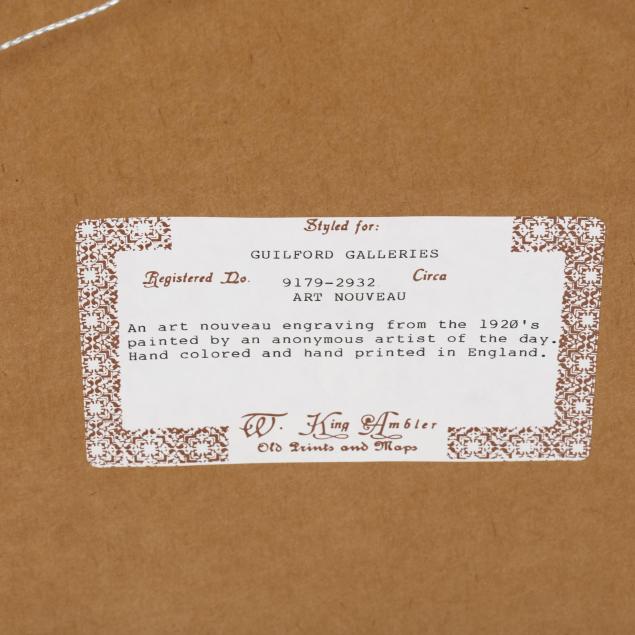 Styled for:
GUILFORD GALLERIES
Registered No. 9179-2932 Circa
ART NOUVEAU
An art nouveau engraving from the 1920's
painted by an anonymous artist of the day.
Hand colored and hand printed in England.
W. King Ambler
Old Prints and Maps